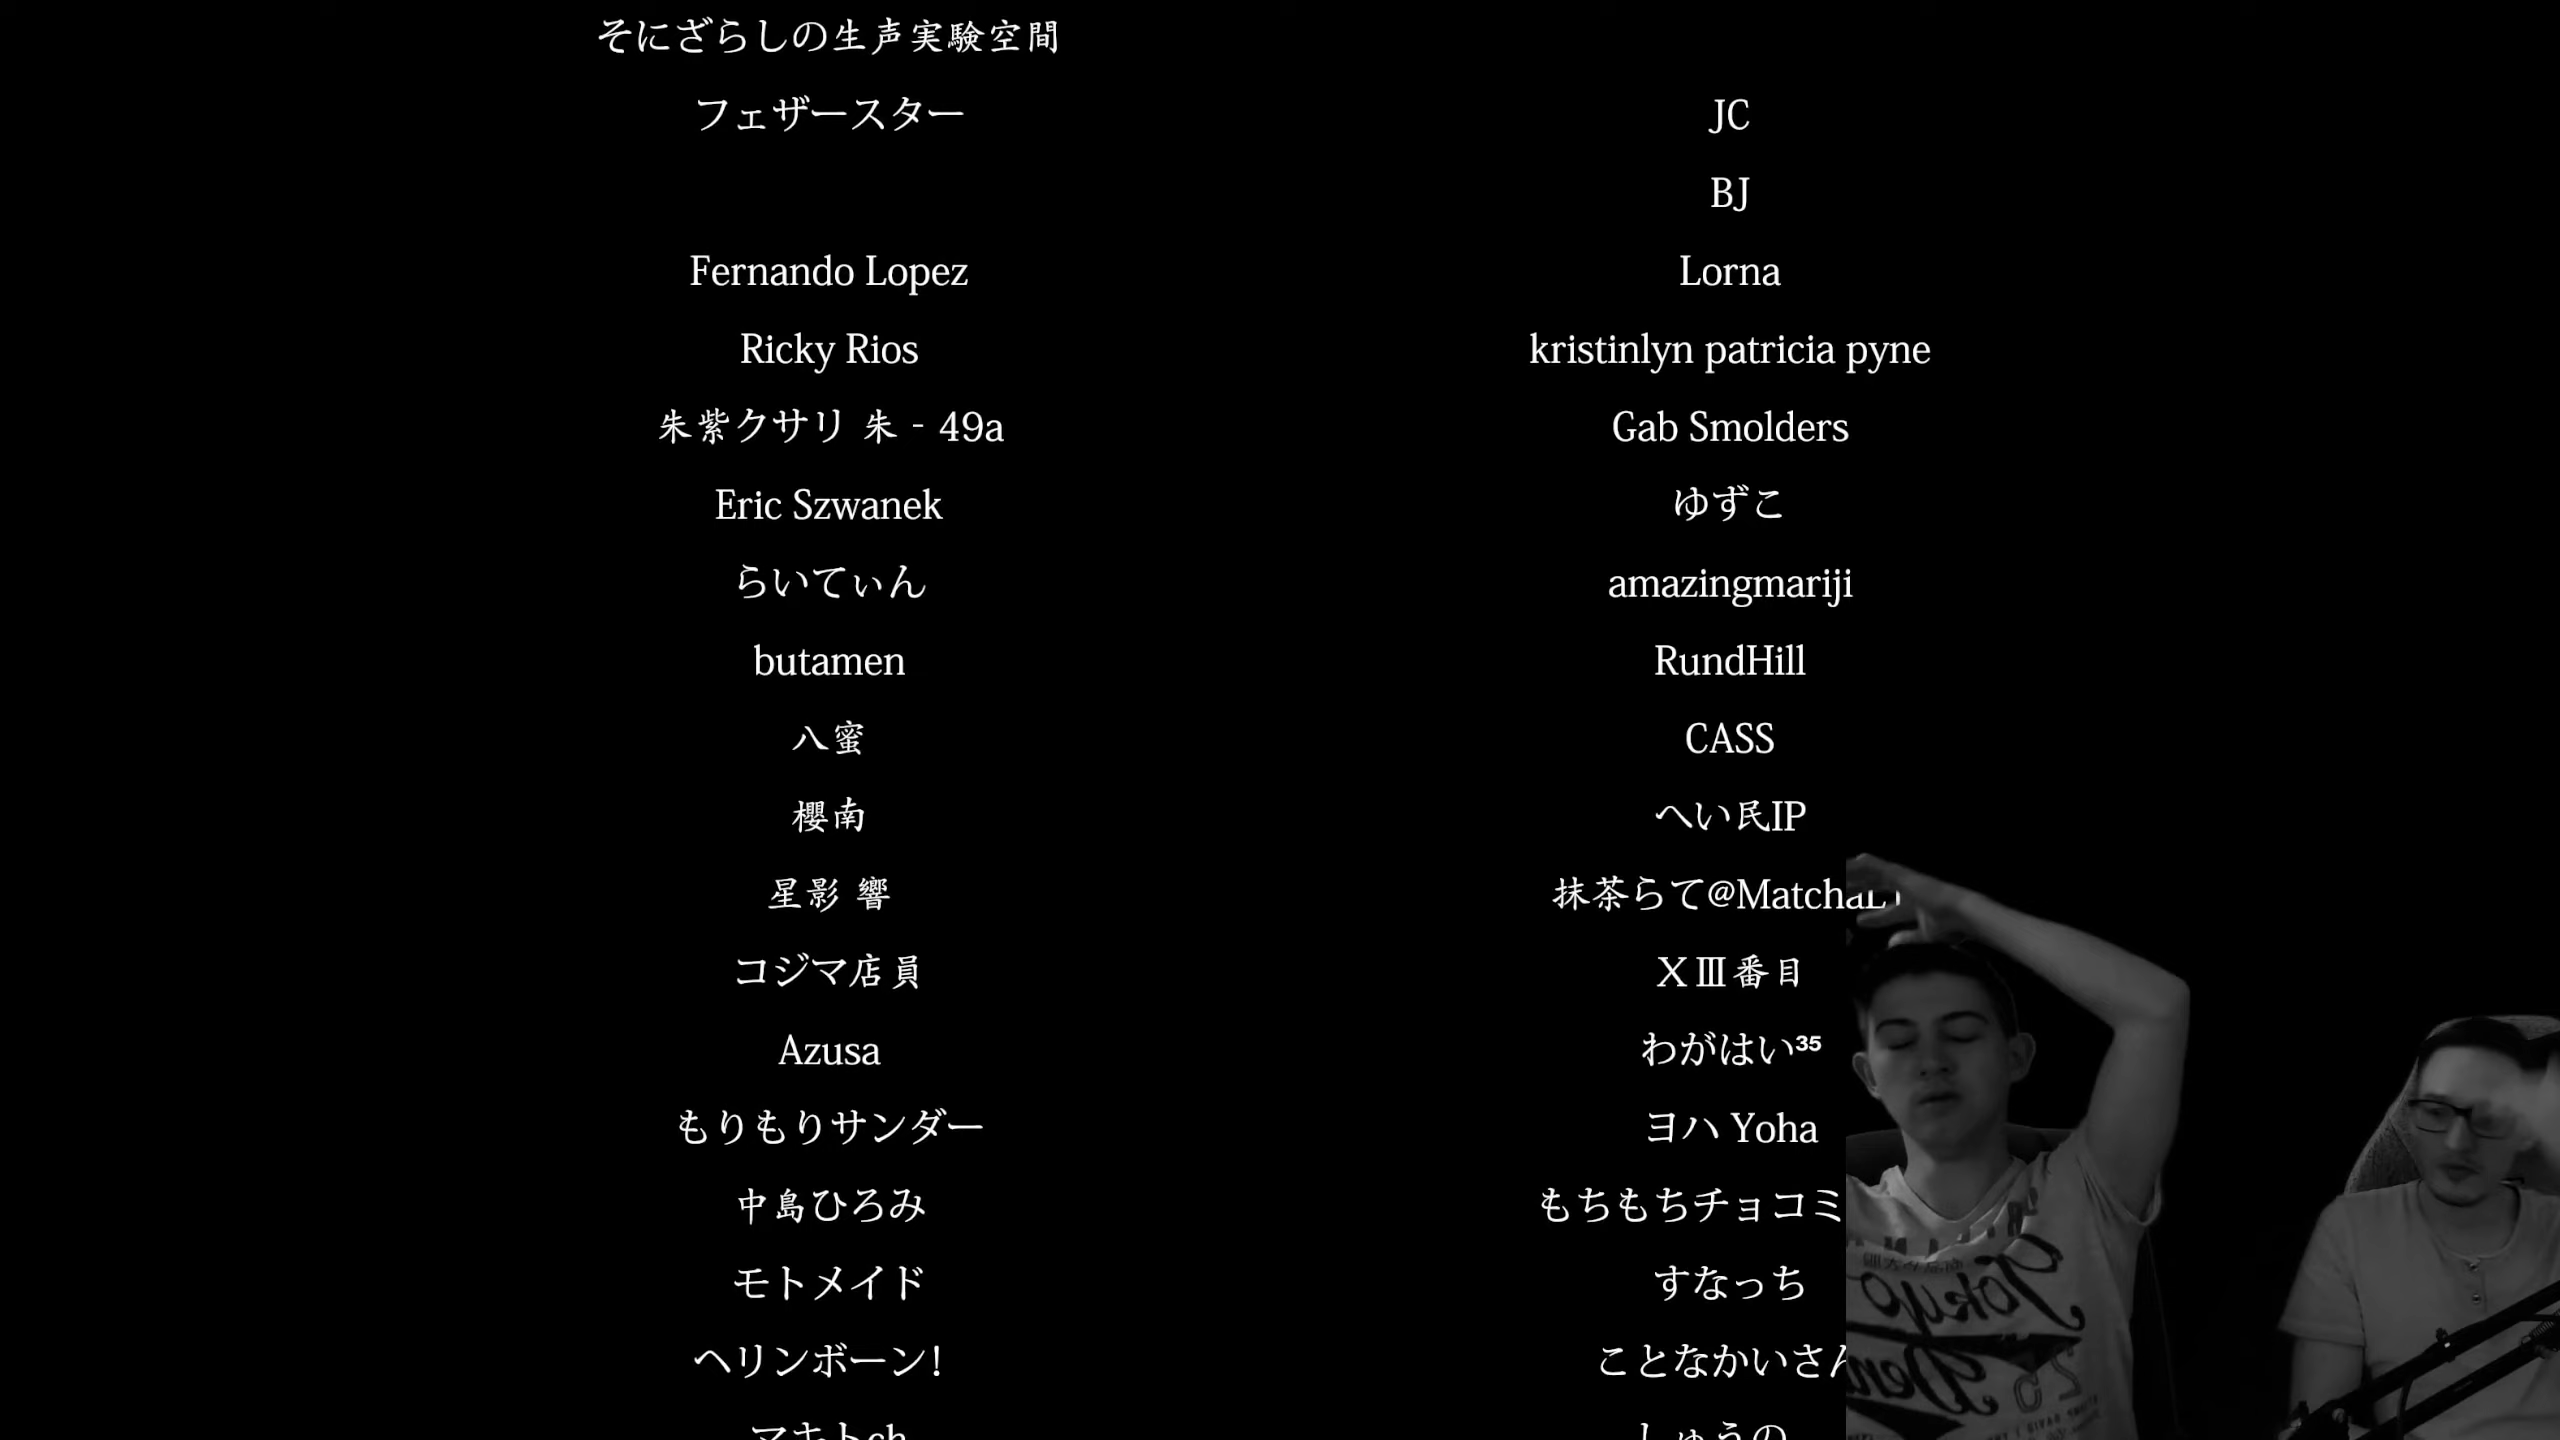 そにざらしの生声実験空間
フェザースター
JC
BJ
Fernando Lopez
Lorna
Ricky Rios
kristinlyn patricia pyne
朱紫クサリ 朱 - 49a
Gab Smolders
Eric Szwanek
ゆずこ
らいてぃん
amazingmariji
butamen
RundHill
八蜜
CASS
櫻南
へい民IP
星影 響
抹茶らて
コジマ店員
ⅩⅢ番目
Azusa
わがはい³⁵
もりもりサンダー
ヨハ Yoha
中島ひろみ
もちもちチョコミ
モトメイド
すなっち
ヘリンボーン!
ことなかいさん
Tokyo